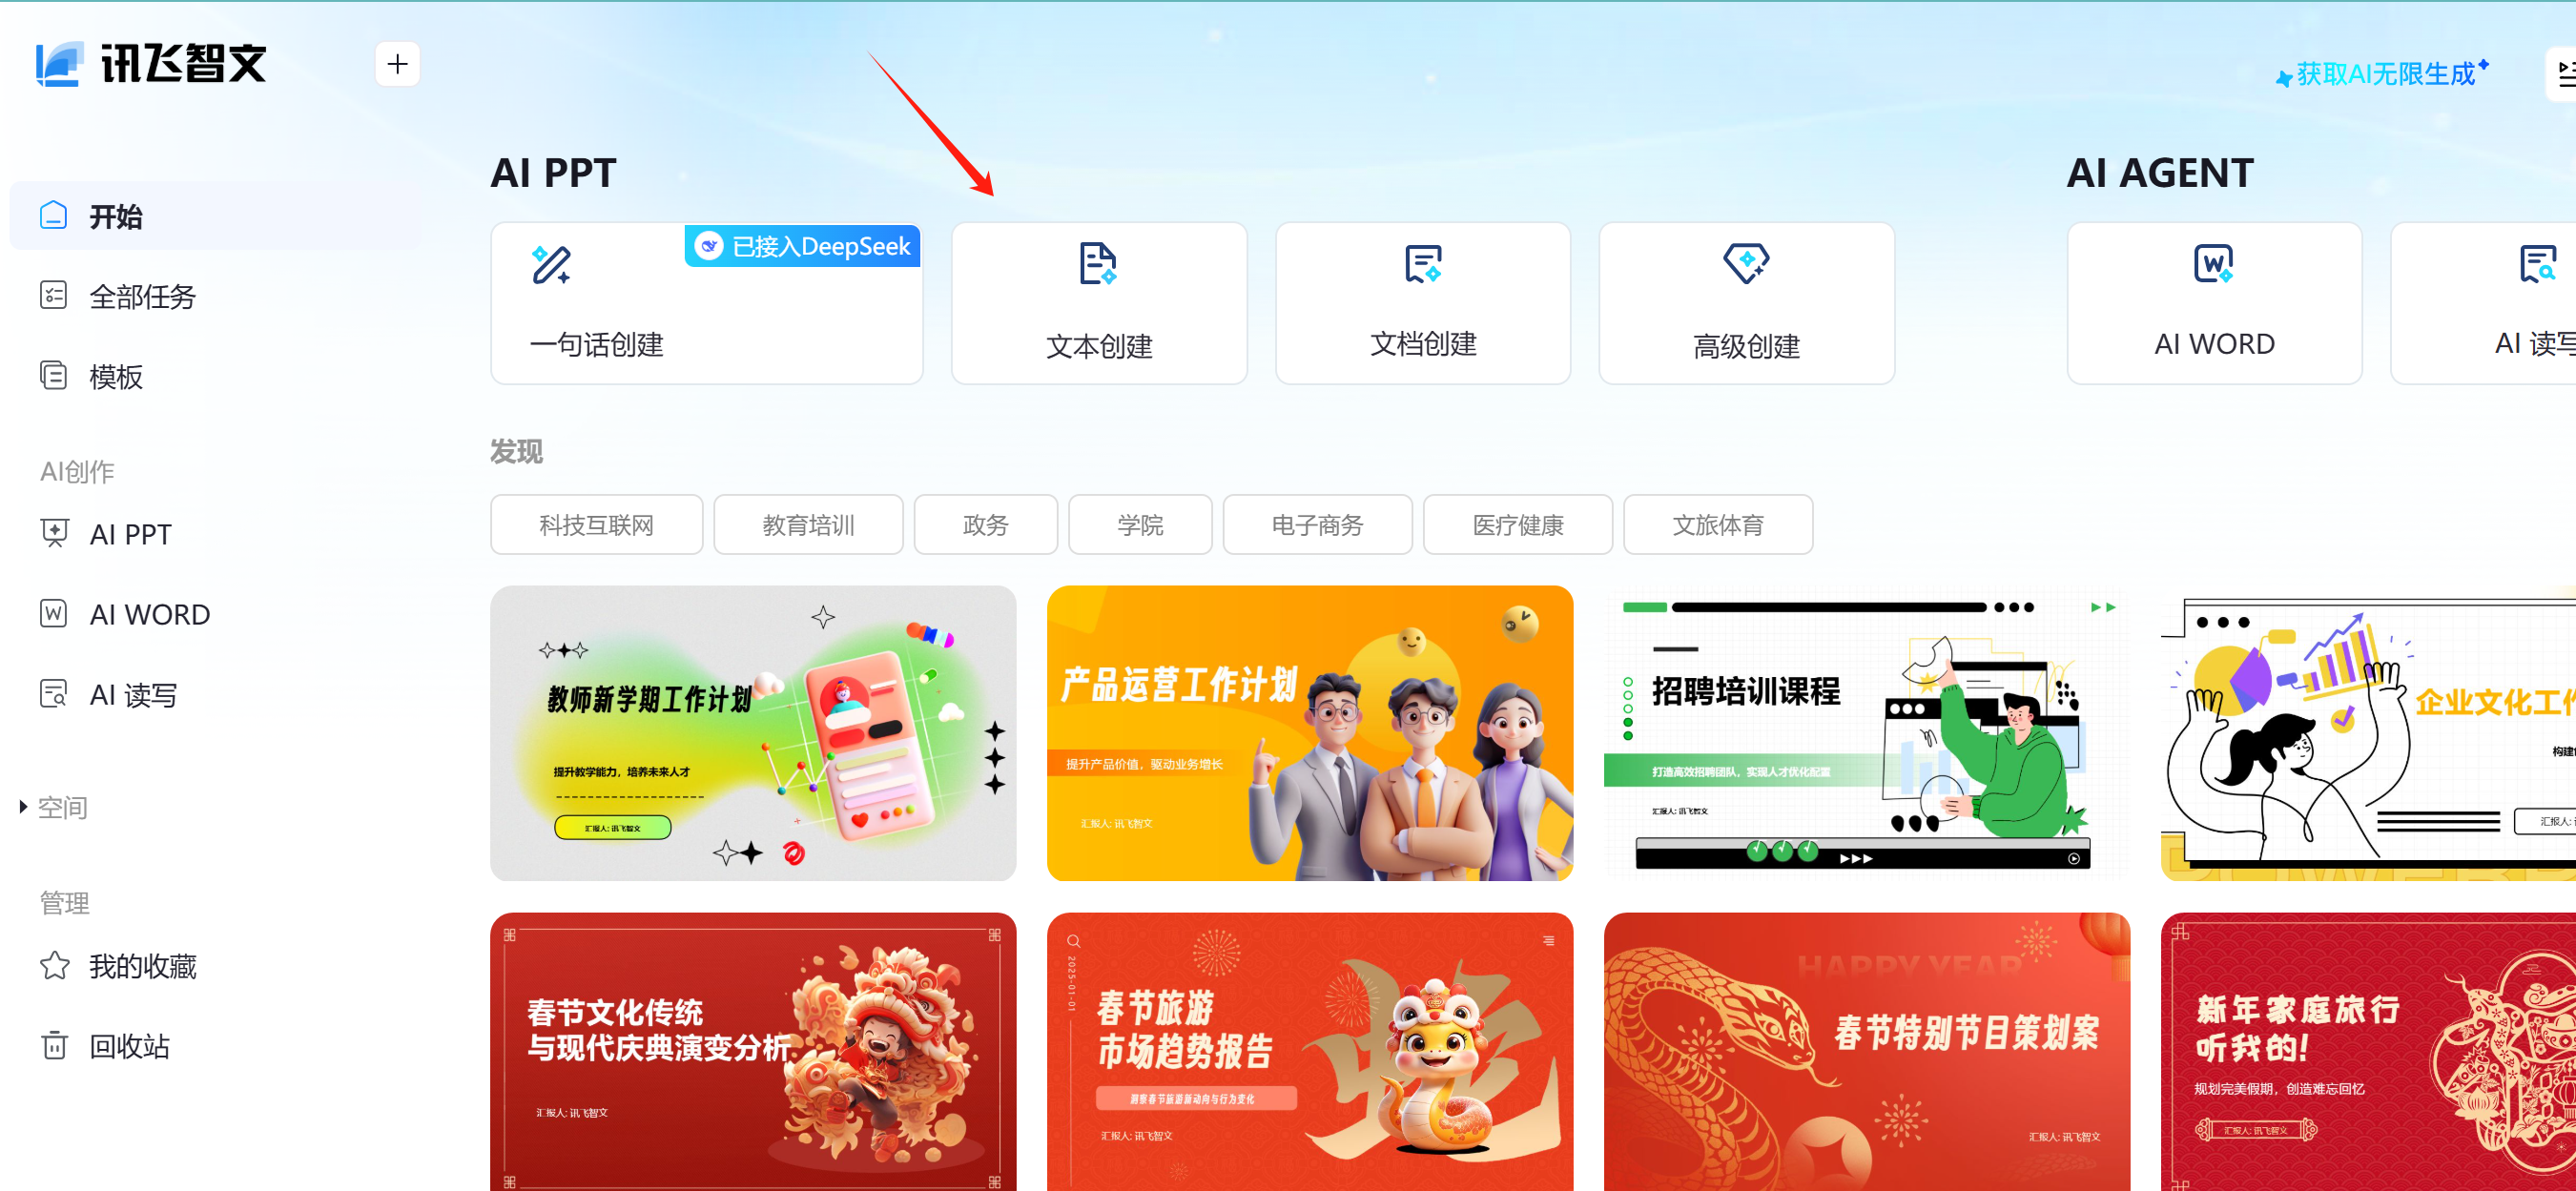 讯飞智文
获取AI无限生成
开始
全部任务
模板
AI创作
AI PPT
AI WORD
AI 读写
空间
管理
我的收藏
回收站
AI PPT
AI AGENT
已接入DeepSeek
一句话创建
文本创建
文档创建
高级创建
AI WORD
AI 读写
发现
科技互联网
教育培训
政务
学院
电子商务
医疗健康
文旅体育
教师新学期工作计划
提升教学能力，培养未来人才
汇报人: 讯飞智文
产品运营工作计划
提升产品价值，驱动业务增长
汇报人: 讯飞智文
招聘培训课程
打造高效招聘团队，实现人才优化配置
汇报人: 讯飞智文
企业文化工
构建
汇报人:
春节文化传统
与现代庆典演变分析
汇报人: 讯飞智文
2025-01-01
春节旅游
市场趋势报告
洞察春节旅游新动向与行为变化
汇报人: 讯飞智文
HAPPY YEAR
春节特别节目策划案
汇报人: 讯飞智文
新年家庭旅行
听我的!
规划完美假期，创造难忘回忆
汇报人: 讯飞智文